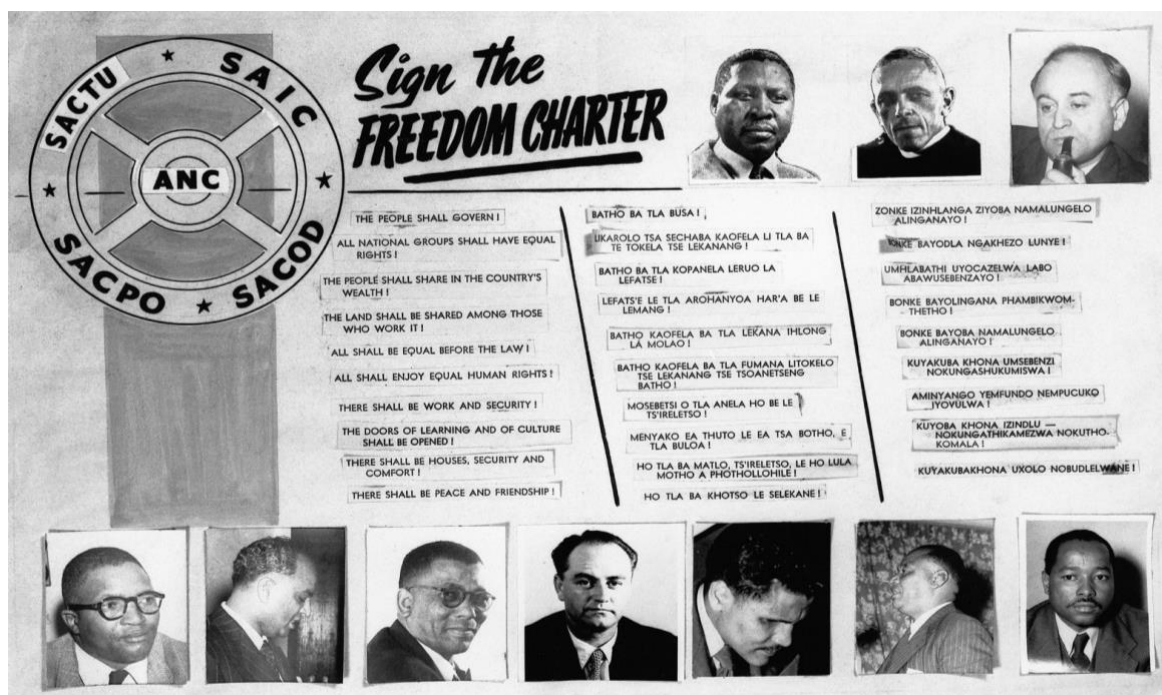 SACTU
SAIC
ANC
SACPO
SACOD
Sign the
FREEDOM CHARTER
THE PEOPLE SHALL GOVERN!
ALL NATIONAL GROUPS SHALL HAVE EQUAL
RIGHTS!
THE PEOPLE SHALL SHARE IN THE COUNTRY'S
WEALTH!
THE LAND SHALL BE SHARED AMONG THOSE
WHO WORK IT!
ALL SHALL BE EQUAL BEFORE THE LAW!
ALL SHALL ENJOY EQUAL HUMAN RIGHTS!
THERE SHALL BE WORK AND SECURITY!
THE DOORS OF LEARNING AND OF CULTURE
SHALL BE OPENED!
THERE SHALL BE HOUSES, SECURITY AND
COMFORT!
THERE SHALL BE PEACE AND FRIENDSHIP!
BATHO BA TLA BUSA!
LIKAROLO TSA SECHABA KAOFELA LI TLA BA
TE TOKELA TSE LEKANANG!
BATHO BA TLA KOPANELA LERUO LA
LEFATSE!
LEFATS'E LE TLA AROHANYOA HAR'A BE LE
LEMANG!
BATHO KAOFELA BA TLA LEKANA IHLONG
LA MOLAO!
BATHO KAOFELA BA TLA FUMANA LITOKELO
TSE LEKANANG TSE TSOANETSENG
BATHO!
MOSEBETSI O TLA ANELA HO BE LE
TS'IRELETSO!
MENYAKO EA THUTO LE EA TSA BOTHO, E
TLA BULOA!
HO TLA BA MATLO, TS'IRELETSO, LE HO LULA
MOTHO A PHOTHOLLOHILE!
HO TLA BA KHOTSO LE SELEKANE!
ZONKE IZINHLANGA ZIYOBA NAMALUNGELO
ALINGANAYO!
BAYODLA NGAKHEZO LUNYE!
UMHLABATHI UYOCAZELWA LABO
ABAWUSEBENZAYO!
BONKE BAYOLINGANA PHAMBIKWOM-
THETHO!
BONKE BAYOBA NAMALUNGELO
ALINGANAYO!
KUYAKUBA KHONA UMSEBENZI
NOKUNGASHUKUMISWA!
AMINYANGO YEMFUNDO NEMPUCUKO
IYOVULWA!
KUYOBA KHONA IZINDLU —
NOKUNGATHIKAMEZWA NOKUTHO-
KOMALA!
KUYAKUBAKHONA UXOLO NOBUDLELWANE!